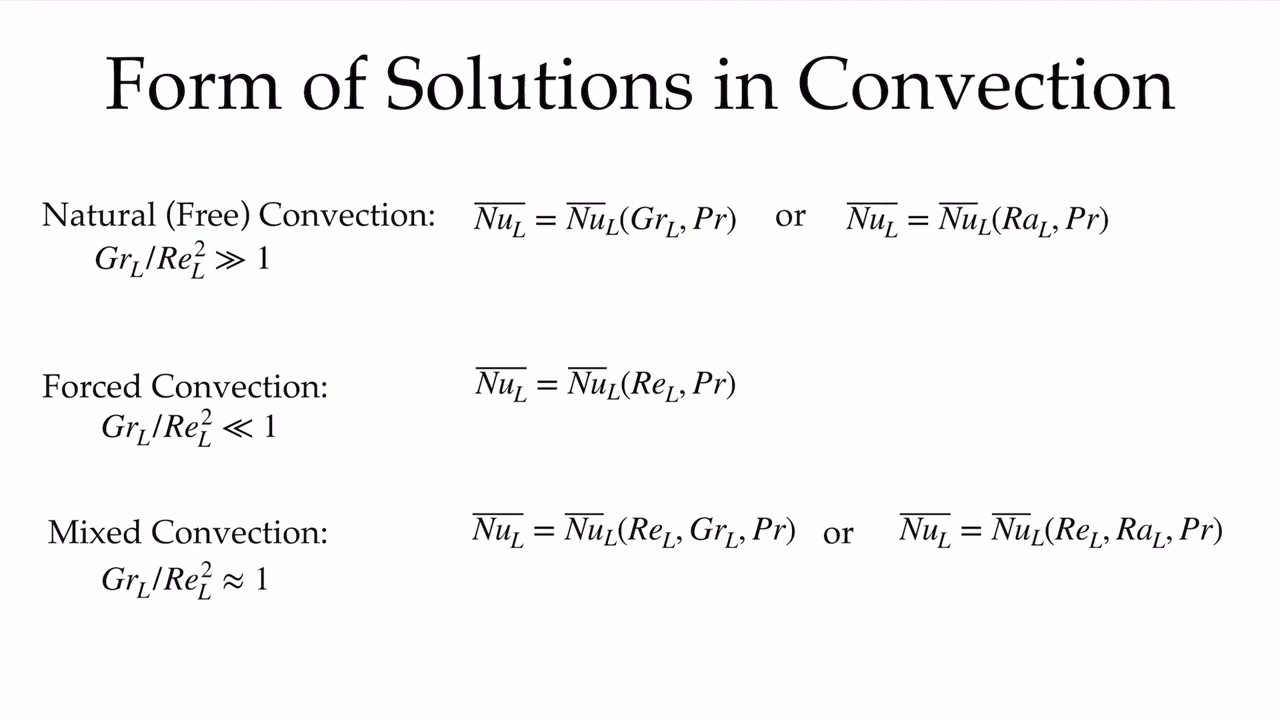 Form of Solutions in Convection
Natural (Free) Convection: $\overline{Nu_L} = \overline{Nu}_L(Gr_L, Pr)$ or $\overline{Nu_L} = \overline{Nu}_L(Ra_L, Pr)$
$Gr_L/Re_L^2 \gg 1$
Forced Convection: $\overline{Nu_L} = \overline{Nu}_L(Re_L, Pr)$
$Gr_L/Re_L^2 \ll 1$
Mixed Convection: $\overline{Nu_L} = \overline{Nu}_L(Re_L, Gr_L, Pr)$ or $\overline{Nu_L} = \overline{Nu}_L(Re_L, Ra_L, Pr)$
$Gr_L/Re_L^2 \approx 1$